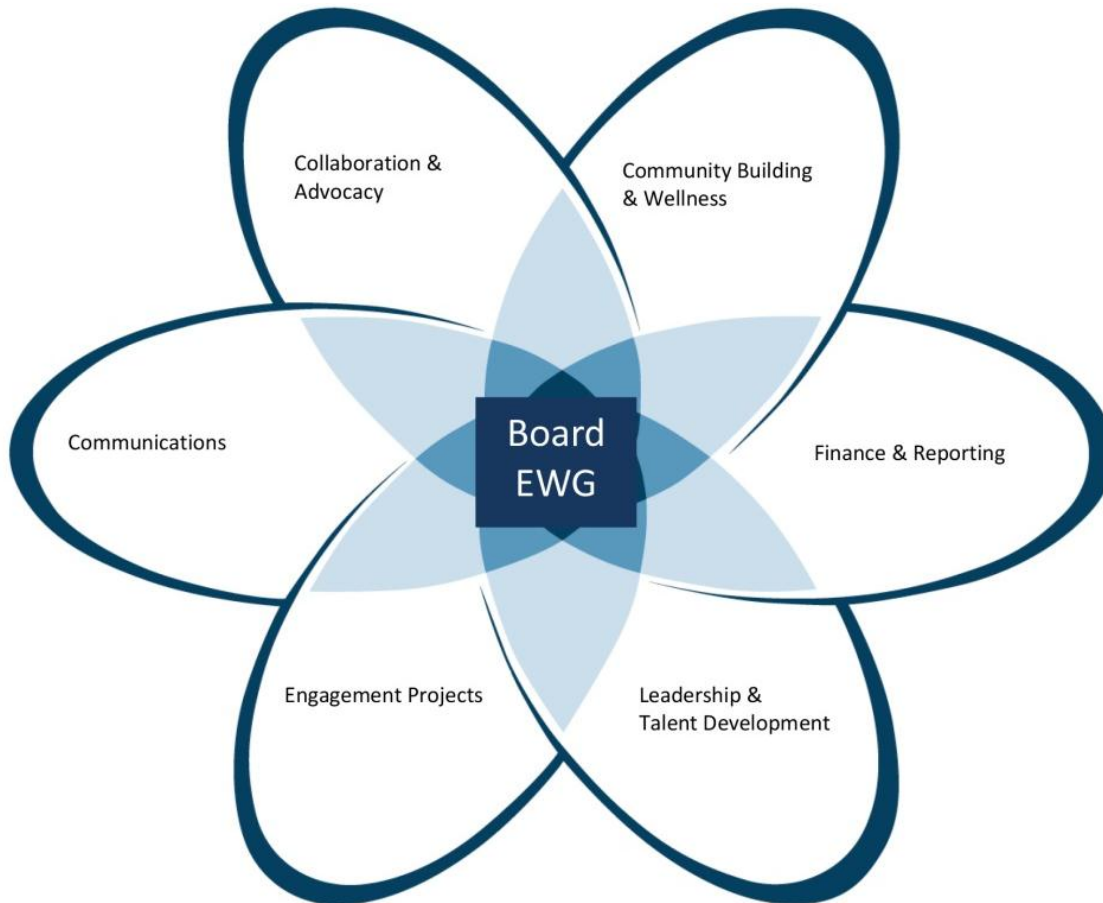 Collaboration &
Advocacy
Community Building
& Wellness
Communications
Board
EWG
Finance & Reporting
Engagement Projects
Leadership &
Talent Development